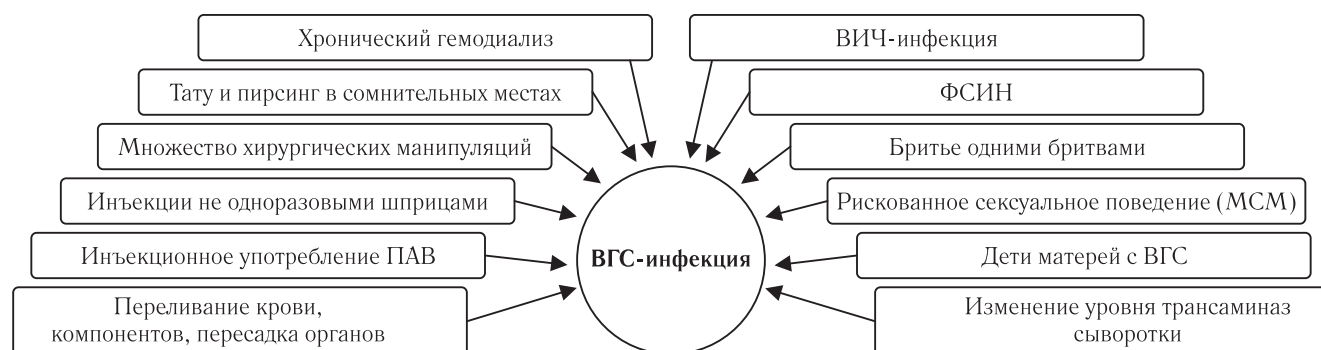 Хронический гемодиализ
Тату и пирсинг в сомнительных местах
Множество хирургических манипуляций
Инъекции не одноразовыми шприцами
Инъекционное употребление ПАВ
Переливание крови,
компонентов, пересадка органов
ВГС-инфекция
ВИЧ-инфекция
ФСИН
Бритье одними бритвами
Рискованное сексуальное поведение (МСМ)
Дети матерей с ВГС
Изменение уровня трансаминаз
сыворотки